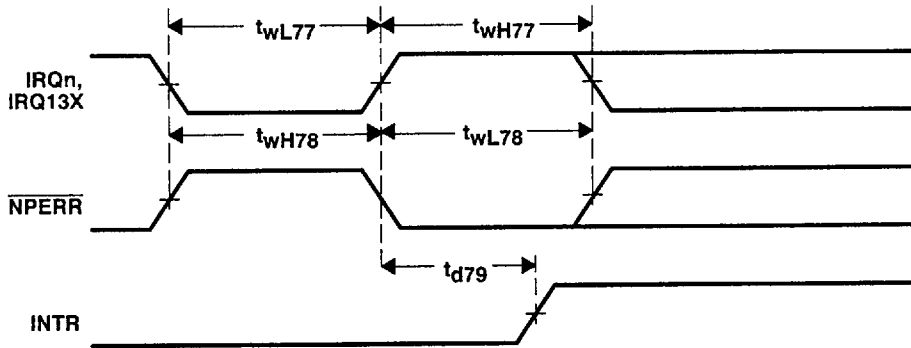 twL77 twH77
IRQn,
IRQ13X
twH78 twL78
NPERR
td79
INTR